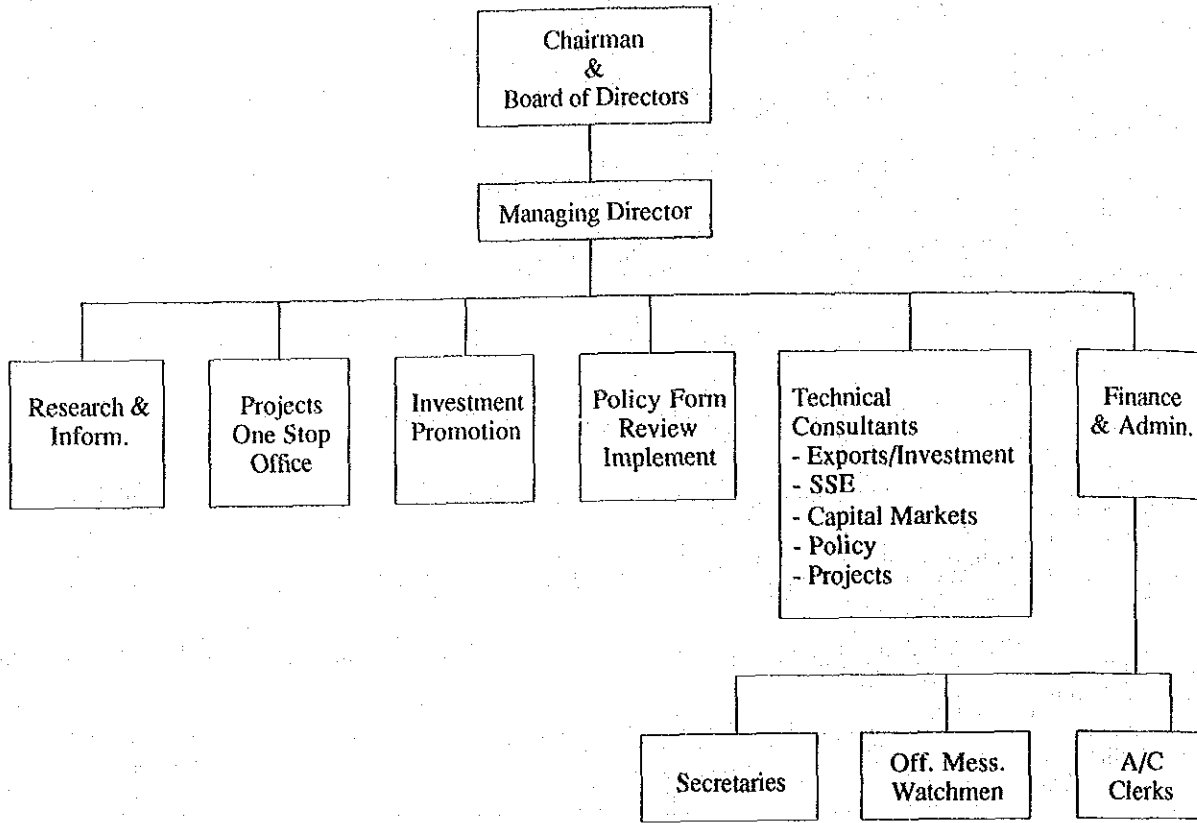 Chairman
&
Board of Directors
Managing Director
Research &
Inform.
Projects
One Stop
Office
Investment
Promotion
Policy Form
Review
Implement
Technical
Consultants
- Exports/Investment
- SSE
- Capital Markets
- Policy
- Projects
Finance
& Admin.
Secretaries
Off. Mess.
Watchmen
A/C
Clerks